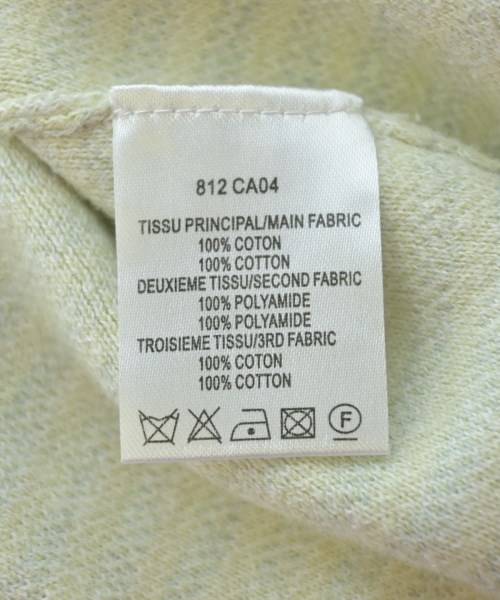 812 CA04
TISSU PRINCIPAL/MAIN FABRIC
100% COTON
100% COTTON
DEUXIEME TISSU/SECOND FABRIC
100% POLYAMIDE
100% POLYAMIDE
TROISIEME TISSU/3RD FABRIC
100% COTON
100% COTTON
F